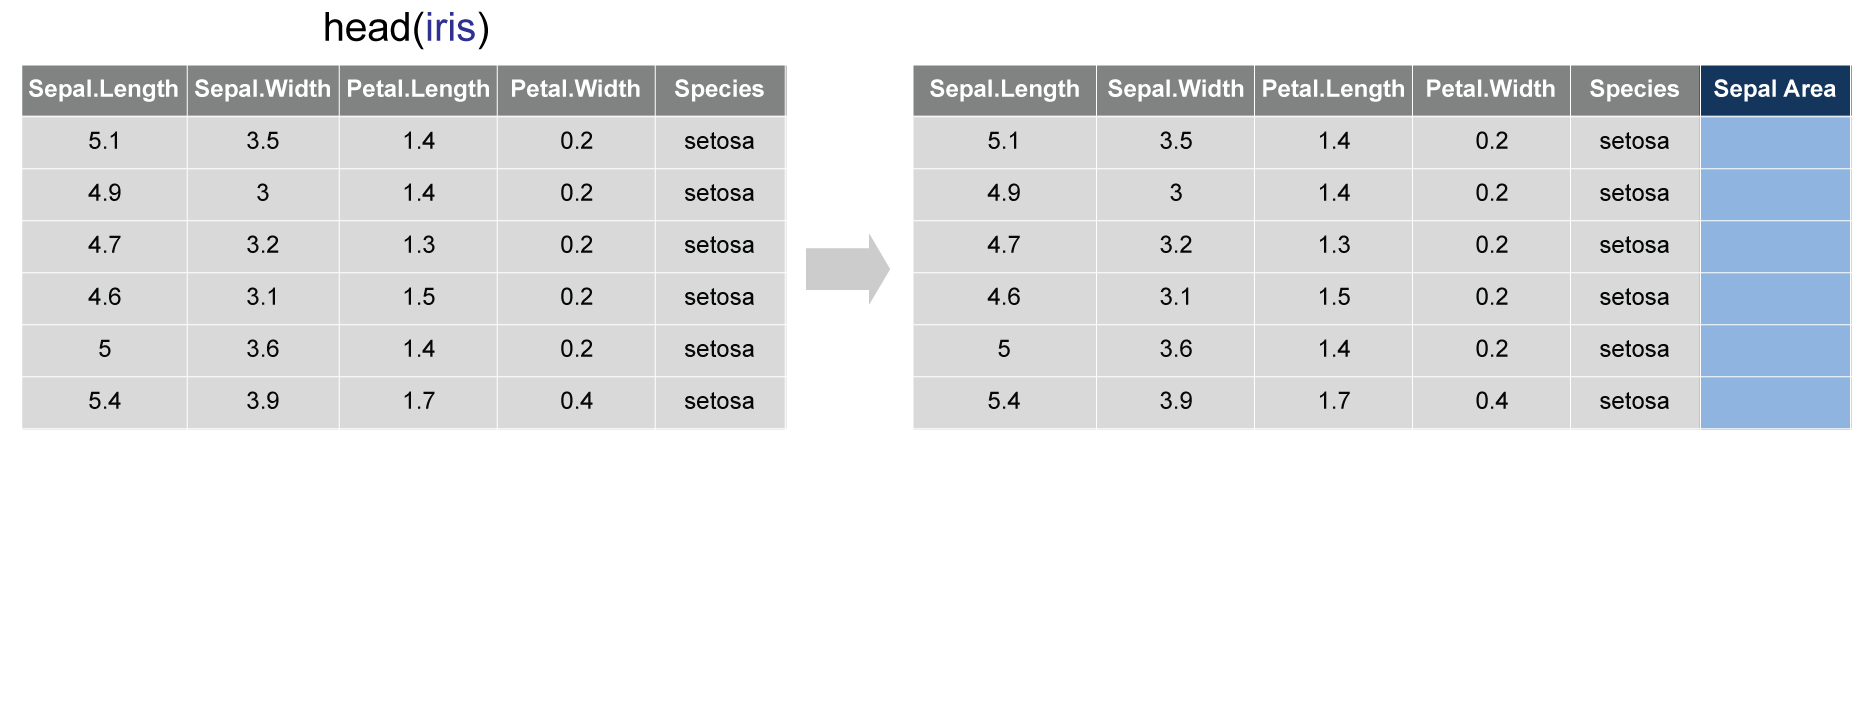 head(iris)
Sepal.Length Sepal.Width Petal.Length Petal.Width Species
5.1 3.5 1.4 0.2 setosa
4.9 3 1.4 0.2 setosa
4.7 3.2 1.3 0.2 setosa
4.6 3.1 1.5 0.2 setosa
5 3.6 1.4 0.2 setosa
5.4 3.9 1.7 0.4 setosa
Sepal.Length Sepal.Width Petal.Length Petal.Width Species Sepal Area
5.1 3.5 1.4 0.2 setosa
4.9 3 1.4 0.2 setosa
4.7 3.2 1.3 0.2 setosa
4.6 3.1 1.5 0.2 setosa
5 3.6 1.4 0.2 setosa
5.4 3.9 1.7 0.4 setosa